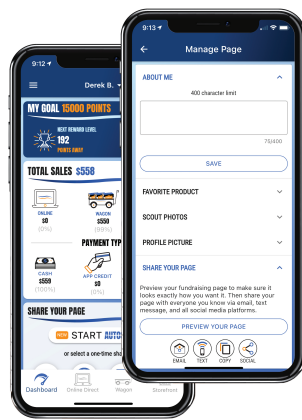 9:12
Derek B.
MY GOAL 15000 POINTS
NEXT REWARD LEVEL
192
POINTS AWAY
TOTAL SALES $558
ONLINE
$0
(0%)
WAGON
$550
(99%)
PAYMENT TYP
CASH
$559
(100%)
APP CREDIT
$0
(0%)
SHARE YOUR PAGE
NEW START AUTO
or select a one-time sha
Dashboard
Online Direct
Wagon
Storefront
9:13
Manage Page
ABOUT ME
400 character limit
75/400
SAVE
FAVORITE PRODUCT
SCOUT PHOTOS
PROFILE PICTURE
SHARE YOUR PAGE
Preview your fundraising page to make sure it
looks exactly how you want it. Then share your
page with everyone you know via email, text
message, and all social media platforms.
PREVIEW YOUR PAGE
EMAIL
TEXT
COPY
SOCIAL